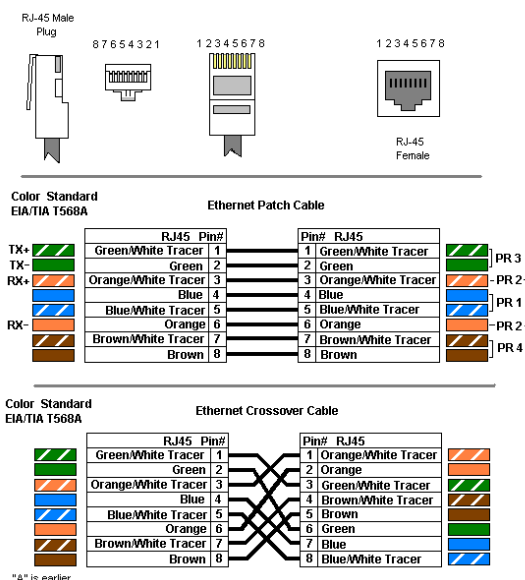 RJ-45 Male
Plug
8 7 6 5 4 3 2 1
1 2 3 4 5 6 7 8
1 2 3 4 5 6 7 8
RJ-45
Female
Color Standard
EIA/TIA T568A
Ethernet Patch Cable
RJ45 Pin#
Pin# RJ45
TX+ Green/White Tracer 1
1 Green/White Tracer
TX- Green 2
2 Green
PR 3
RX+ Orange/White Tracer 3
3 Orange/White Tracer
PR 2
Blue 4
4 Blue
Blue/White Tracer 5
5 Blue/White Tracer
PR 1
RX- Orange 6
6 Orange
PR 2
Brown/White Tracer 7
7 Brown/White Tracer
Brown 8
8 Brown
PR 4
Color Standard
EIA/TIA T568A
Ethernet Crossover Cable
RJ45 Pin#
Pin# RJ45
Green/White Tracer 1
1 Orange/White Tracer
Green 2
2 Orange
Orange/White Tracer 3
3 Green/White Tracer
Blue 4
4 Brown/White Tracer
Blue/White Tracer 5
5 Brown
Orange 6
6 Green
Brown/White Tracer 7
7 Blue
Brown 8
8 Blue/White Tracer
"A" is earlier